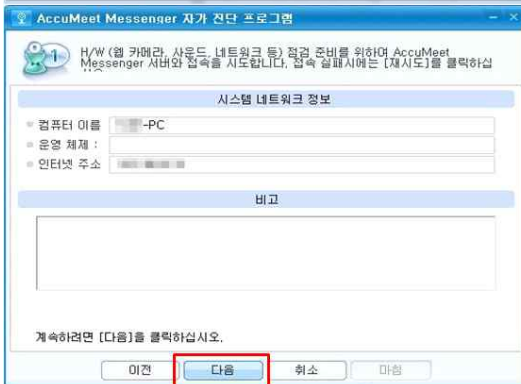 AccuMeet Messenger 자가 진단 프로그램
1
H/W (웹 카메라, 사운드, 네트워크 등) 점검 준비를 위하여 AccuMeet
Messenger 서버와 접속을 시도합니다. 접속 실패시에는 [재시도]를 클릭하십
시스템 네트워크 정보
컴퓨터 이름 -PC
운영 체제 :
인터넷 주소
비고
계속하려면 [다음]을 클릭하십시오.
이전 다음 취소 마침